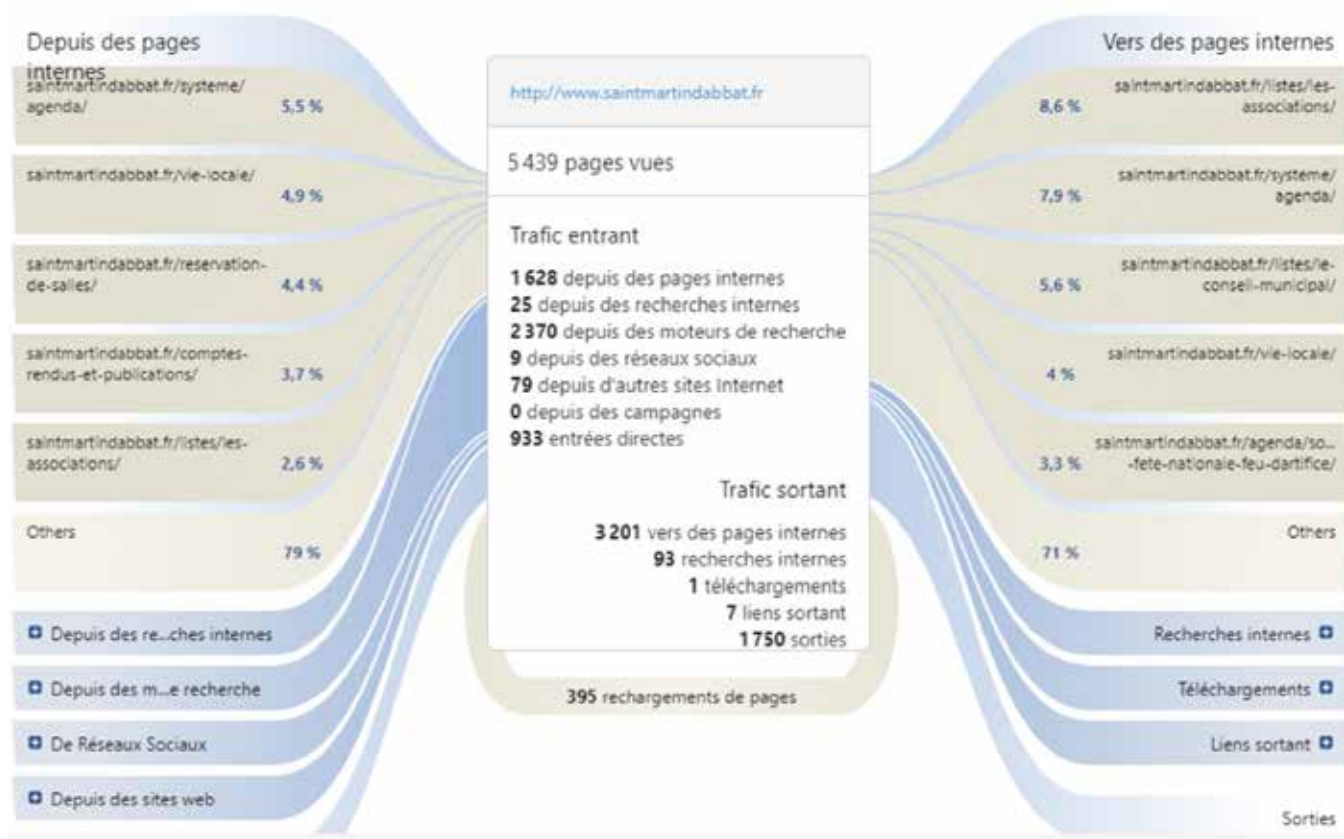 Depuis des pages
internes
saintmartindabbat.fr/systeme/
agenda/
5,5 %
saintmartindabbat.fr/vie-locale/
4,9 %
saintmartindabbat.fr/reservation-
de-salles/
4,4 %
saintmartindabbat.fr/comptes-
rendus-et-publications/
3,7 %
saintmartindabbat.fr/listes/les-
associations/
2,6 %
Others
79 %
Depuis des re...ches internes
Depuis des m...e recherche
De Réseaux Sociaux
Depuis des sites web
http://www.saintmartindabbat.fr
5 439 pages vues
Trafic entrant
1 628 depuis des pages internes
25 depuis des recherches internes
2 370 depuis des moteurs de recherche
9 depuis des réseaux sociaux
79 depuis d'autres sites Internet
0 depuis des campagnes
933 entrées directes
Trafic sortant
3 201 vers des pages internes
93 recherches internes
1 téléchargements
7 liens sortant
1 750 sorties
395 rechargements de pages
Vers des pages internes
saintmartindabbat.fr/listes/les-
associations/
8,6 %
saintmartindabbat.fr/systeme/
agenda/
7,9 %
saintmartindabbat.fr/listes/le-
conseil-municipal/
5,6 %
saintmartindabbat.fr/vie-locale/
4 %
saintmartindabbat.fr/agenda/so...
-fete-nationale-feu-dartifice/
3,3 %
Others
71 %
Recherches internes
Téléchargements
Liens sortant
Sorties